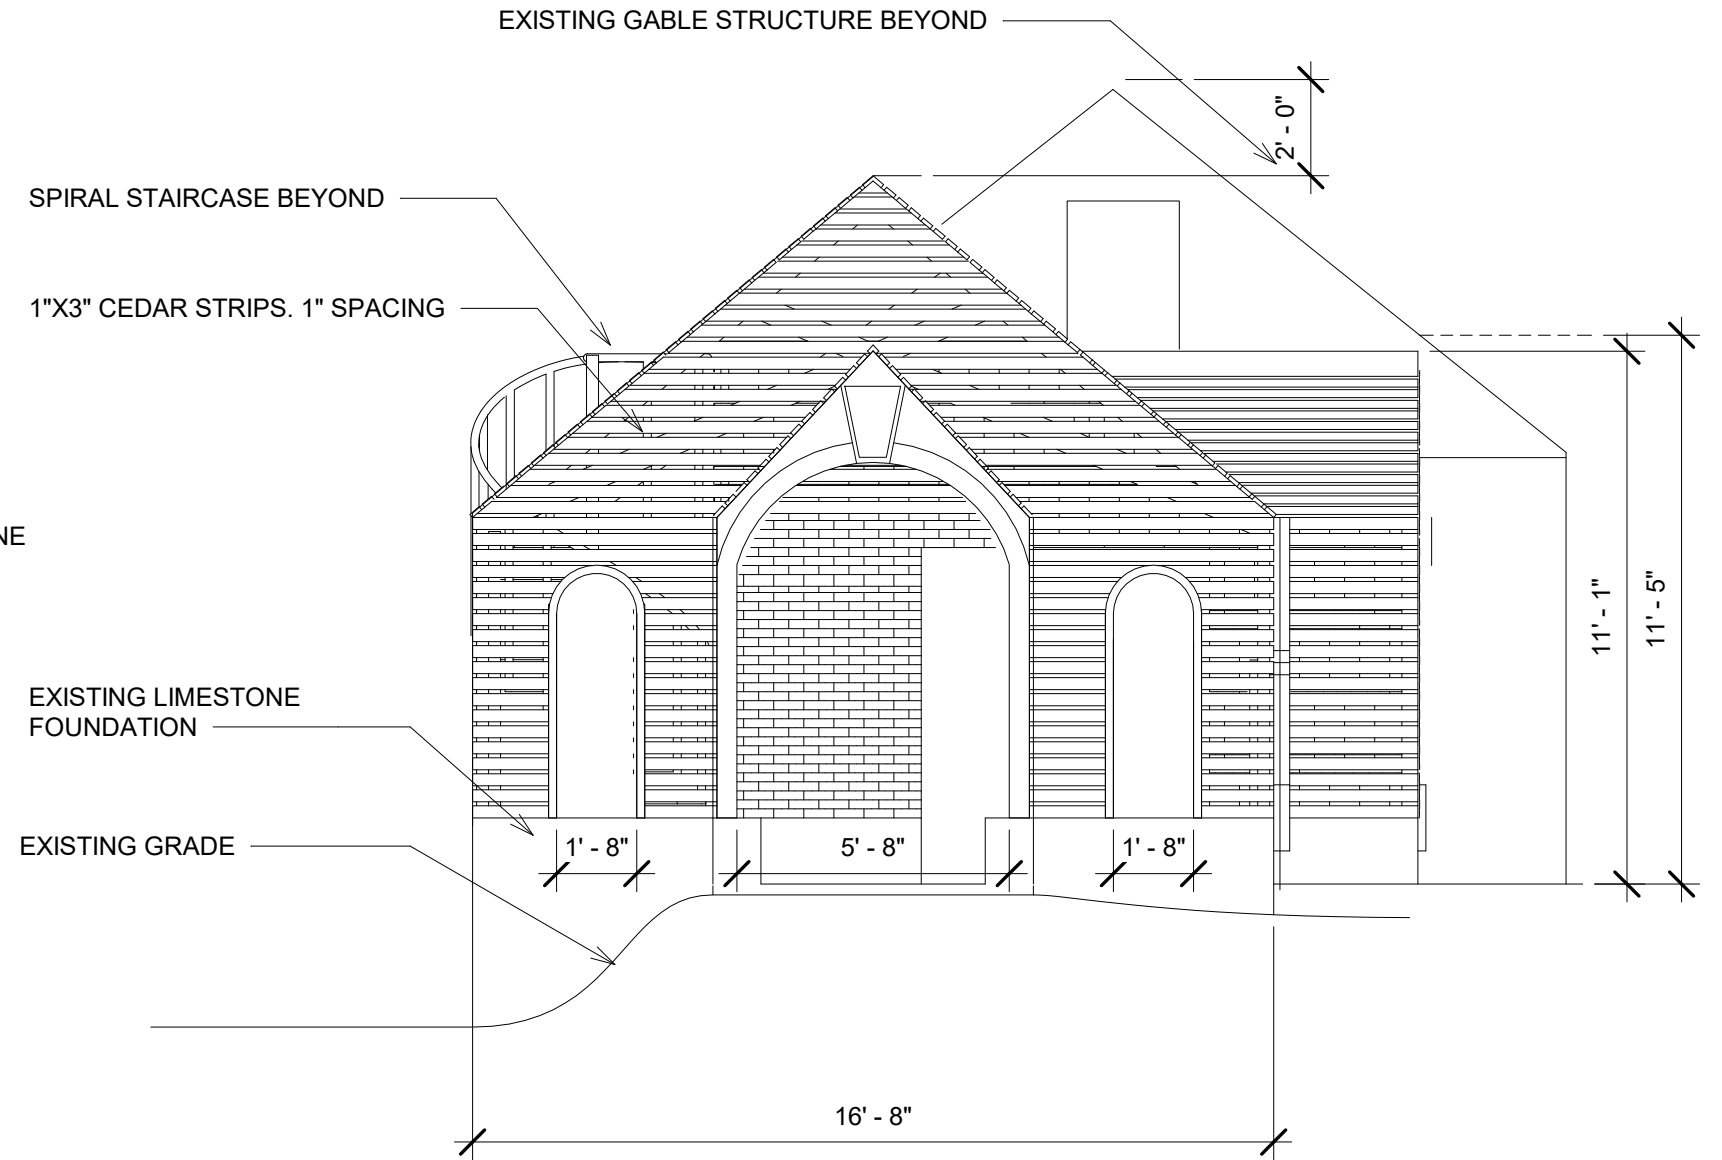 EXISTING GABLE STRUCTURE BEYOND
2' - 0"
SPIRAL STAIRCASE BEYOND
1"X3" CEDAR STRIPS. 1" SPACING
NE
11' - 1"
11' - 5"
EXISTING LIMESTONE
FOUNDATION
EXISTING GRADE
1' - 8"
5' - 8"
1' - 8"
16' - 8"